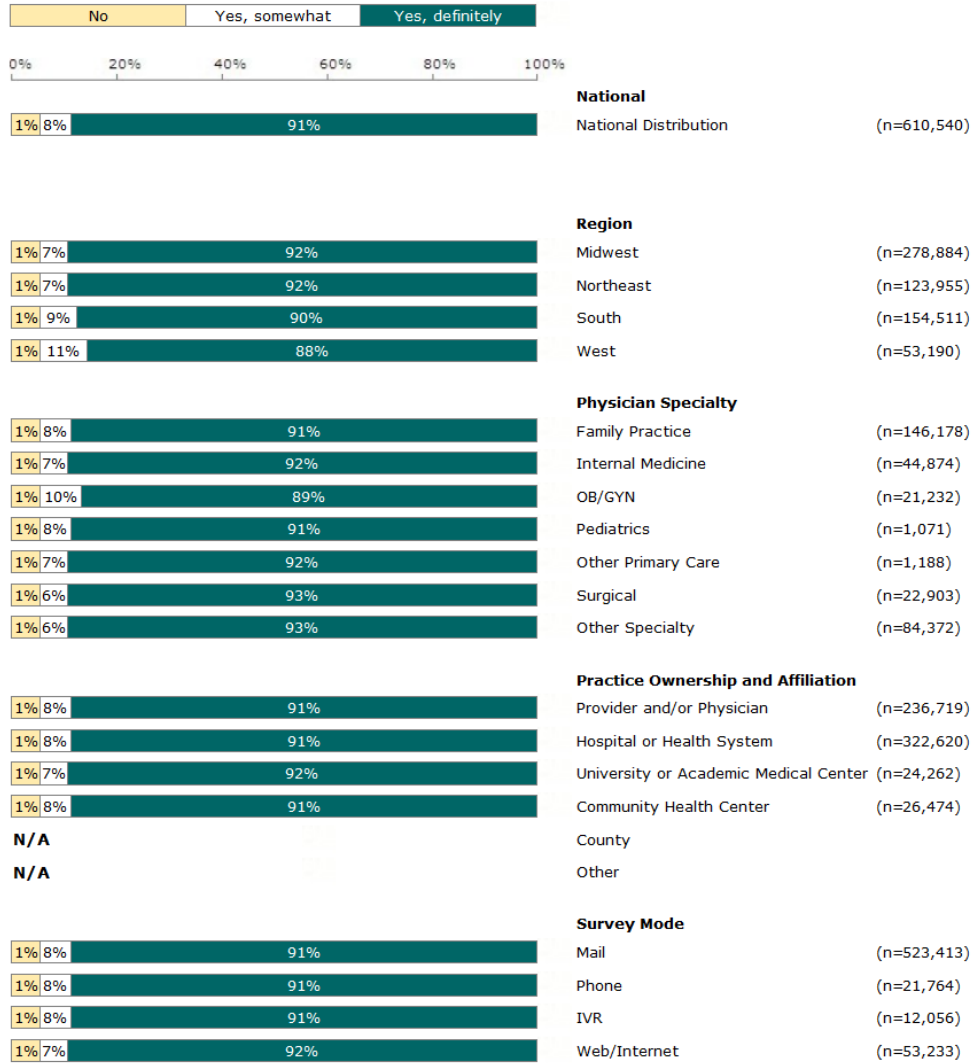 No Yes, somewhat Yes, definitely
0% 20% 40% 60% 80% 100%
National
1% 8% 91% National Distribution (n=610,540)
Region
1% 7% 92% Midwest (n=278,884)
1% 7% 92% Northeast (n=123,955)
1% 9% 90% South (n=154,511)
1% 11% 88% West (n=53,190)
Physician Specialty
1% 8% 91% Family Practice (n=146,178)
1% 7% 92% Internal Medicine (n=44,874)
1% 10% 89% OB/GYN (n=21,232)
1% 8% 91% Pediatrics (n=1,071)
1% 7% 92% Other Primary Care (n=1,188)
1% 6% 93% Surgical (n=22,903)
1% 6% 93% Other Specialty (n=84,372)
Practice Ownership and Affiliation
1% 8% 91% Provider and/or Physician (n=236,719)
1% 8% 91% Hospital or Health System (n=322,620)
1% 7% 92% University or Academic Medical Center (n=24,262)
1% 8% 91% Community Health Center (n=26,474)
N/A County
N/A Other
Survey Mode
1% 8% 91% Mail (n=523,413)
1% 8% 91% Phone (n=21,764)
1% 8% 91% IVR (n=12,056)
1% 7% 92% Web/Internet (n=53,233)